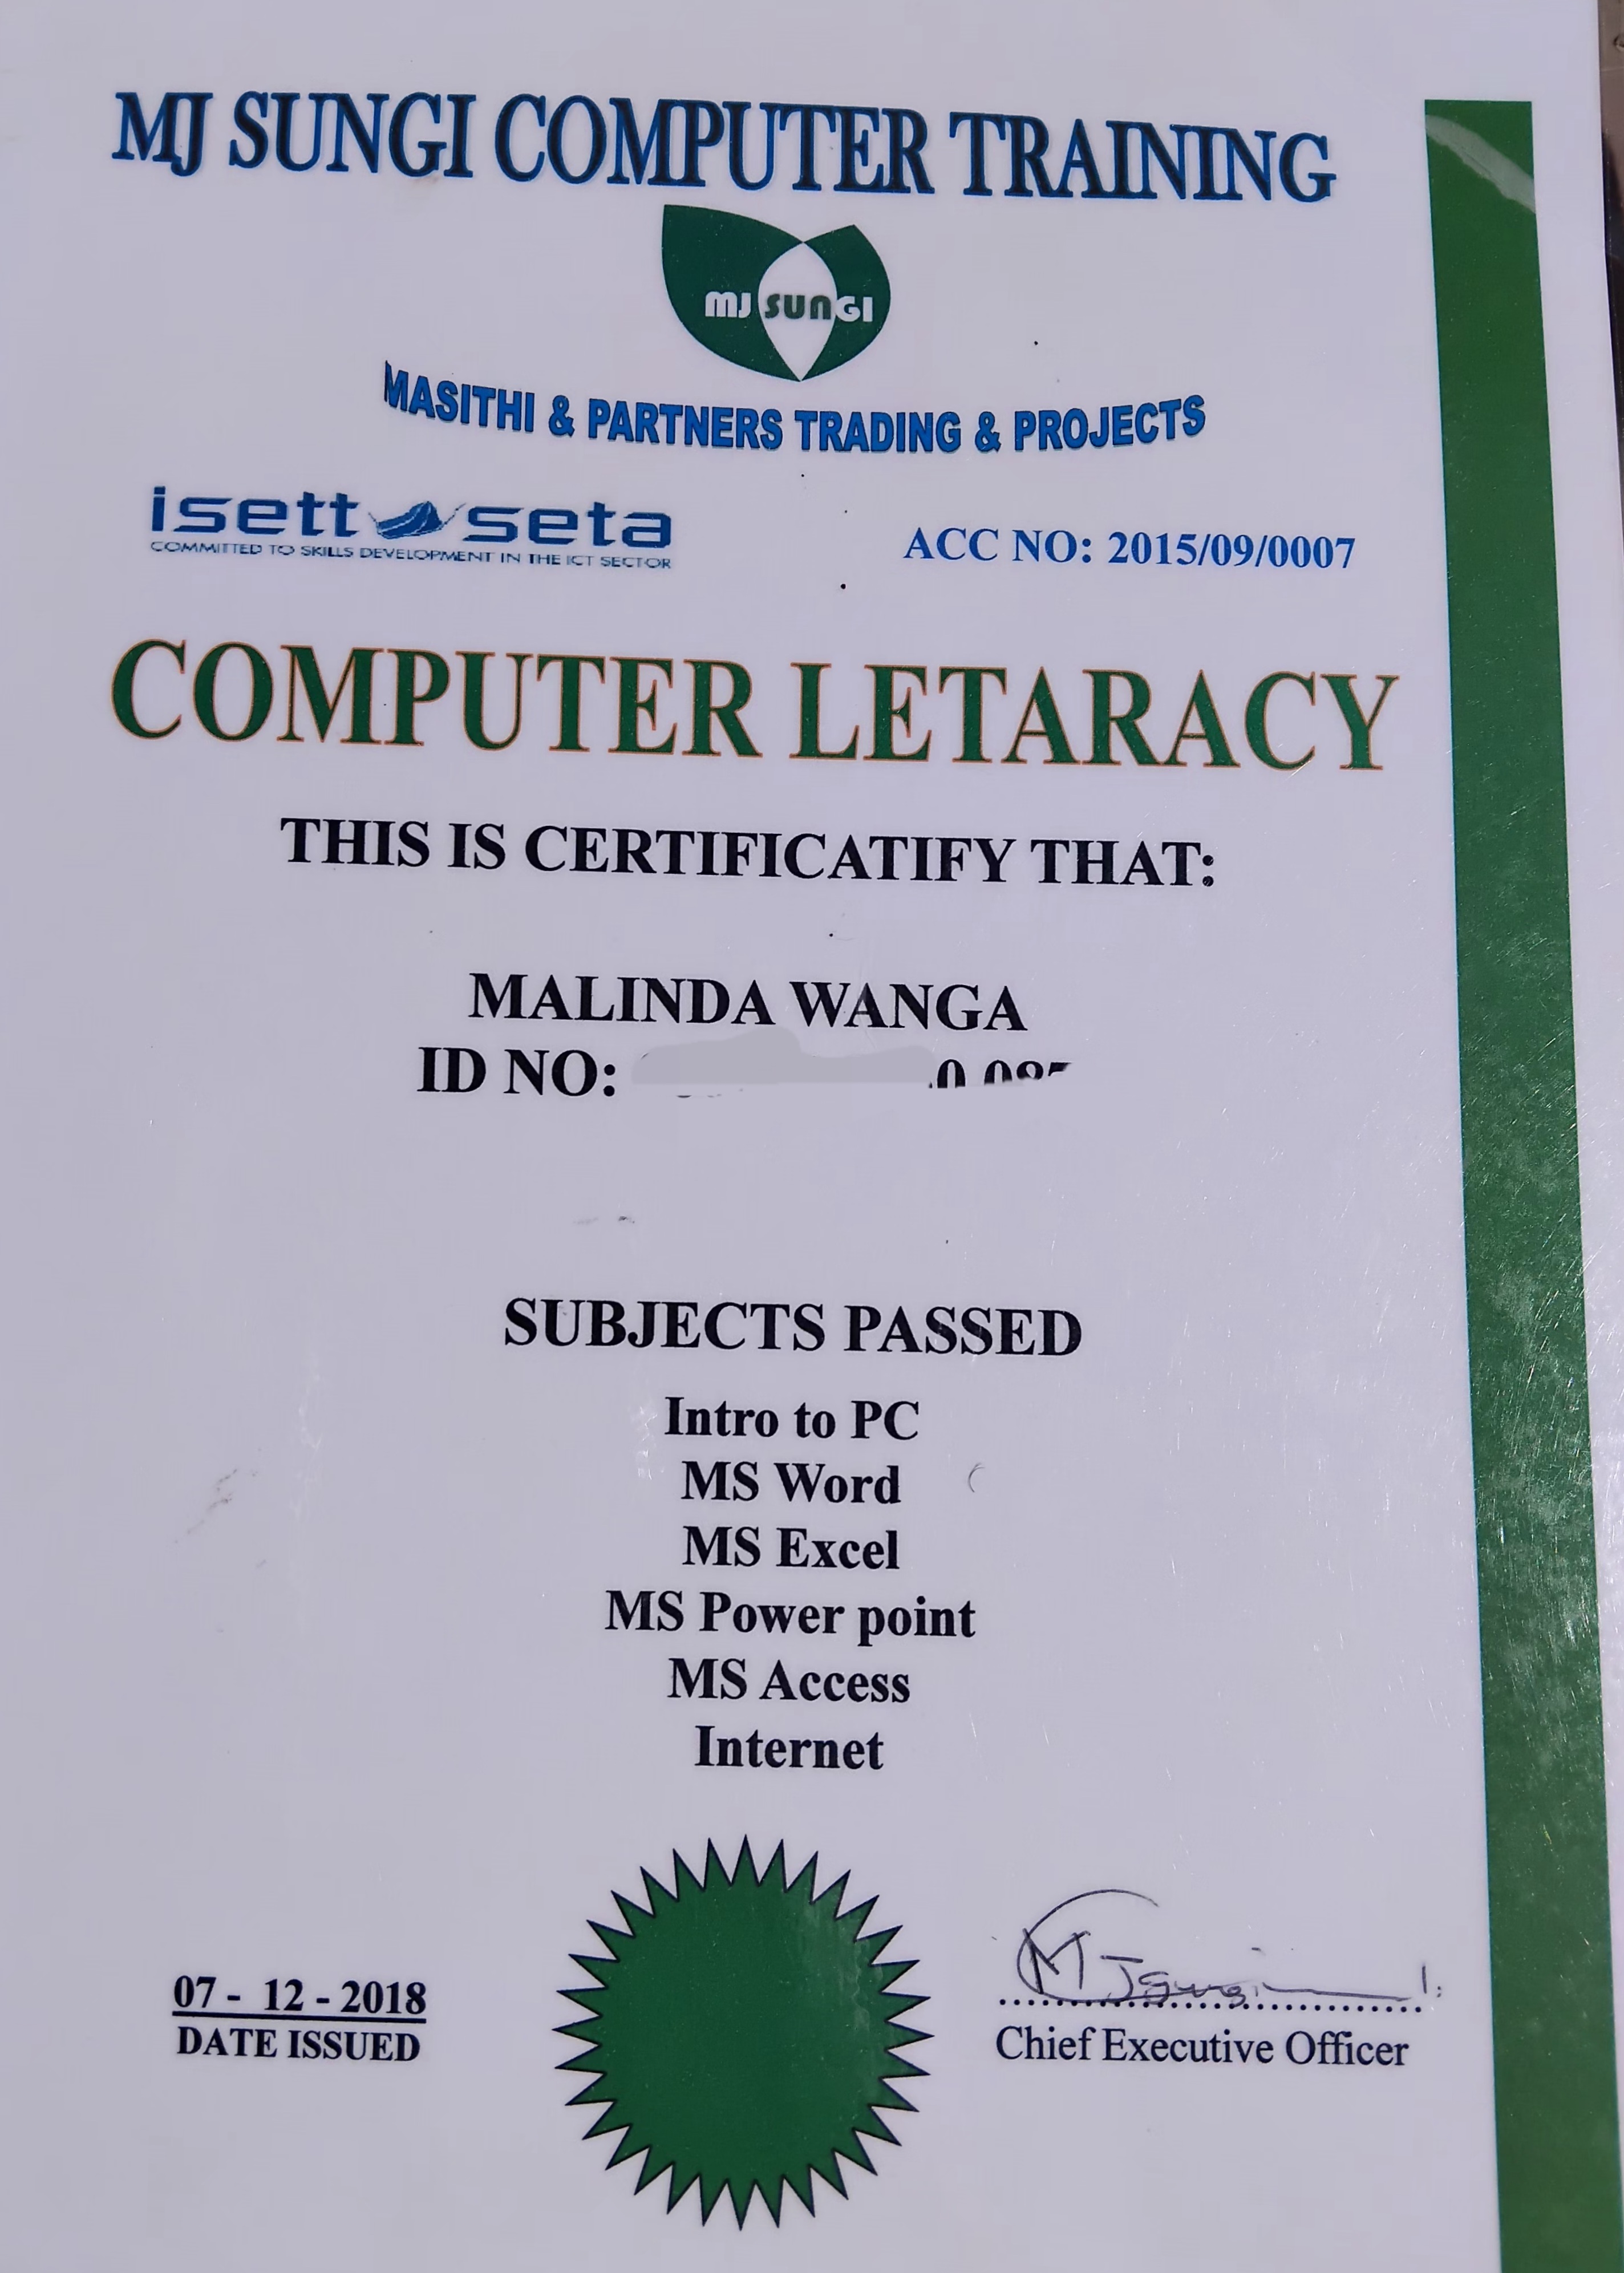 MJ SUNGI COMPUTER TRAINING
MJ SUNGI
MASITHI & PARTNERS TRADING & PROJECTS
isett seta
COMMITTED TO SKILLS DEVELOPMENT IN THE ICT SECTOR
ACC NO: 2015/09/0007
COMPUTER LETARACY
THIS IS CERTIFICATIFY THAT:
MALINDA WANGA
ID NO:
SUBJECTS PASSED
Intro to PC
MS Word
MS Excel
MS Power point
MS Access
Internet
07 - 12 - 2018
DATE ISSUED
MJSungi
Chief Executive Officer